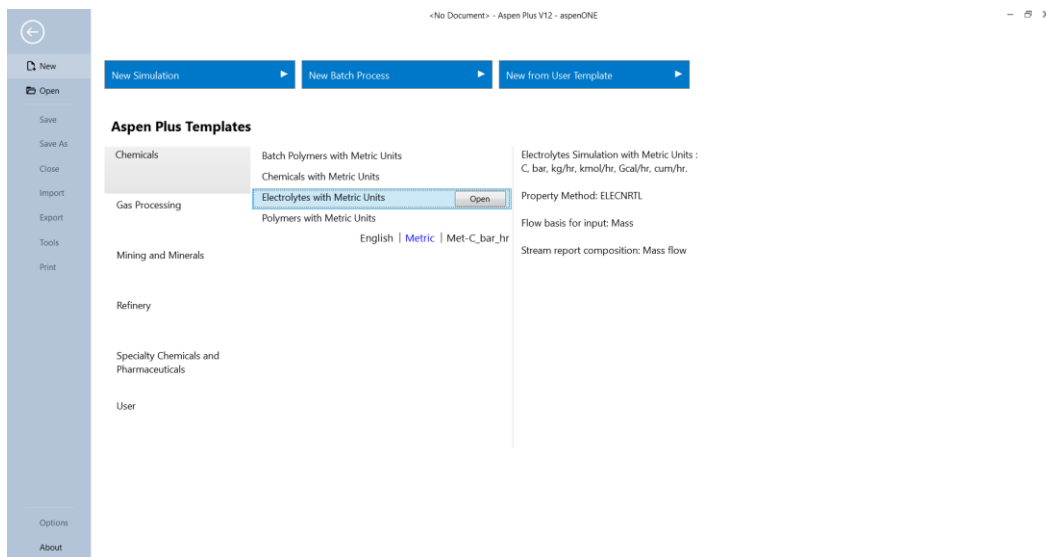 <No Document> - Aspen Plus V12 - aspenONE
New
Open
Save
Save As
Close
Import
Export
Tools
Print
Options
About
New Simulation
New Batch Process
New from User Template
Aspen Plus Templates
Chemicals
Gas Processing
Mining and Minerals
Refinery
Specialty Chemicals and
Pharmaceuticals
User
Batch Polymers with Metric Units
Chemicals with Metric Units
Electrolytes with Metric Units
Open
Polymers with Metric Units
English | Metric | Met-C_bar_hr
Electrolytes Simulation with Metric Units :
C, bar, kg/hr, kmol/hr, Gcal/hr, cum/hr.
Property Method: ELECNRTL
Flow basis for input: Mass
Stream report composition: Mass flow